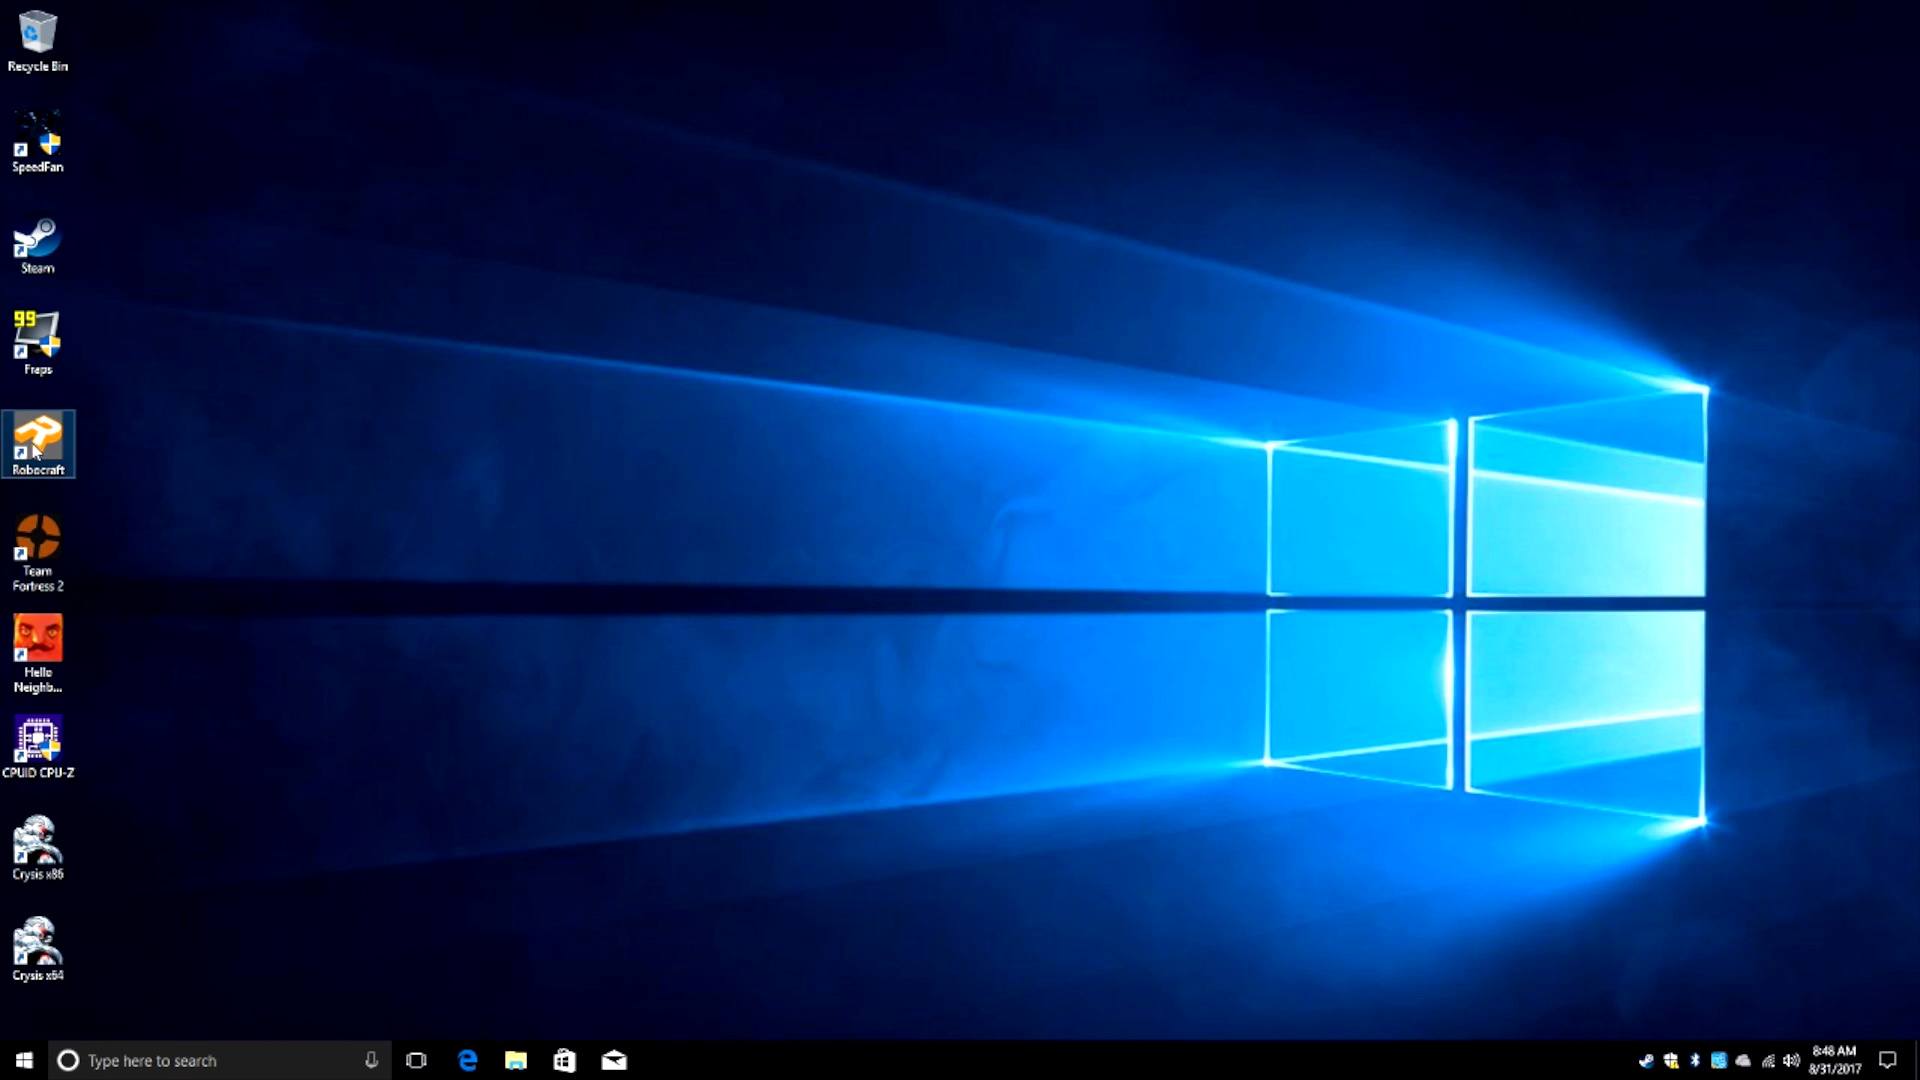 Recycle Bin
SpeedFan
Steam
99
Fraps
Robocraft
Team
Fortress 2
Hello
Neighb...
CPUID CPU-Z
Crysis x86
Crysis x64
Type here to search
8:48 AM
8/31/2017